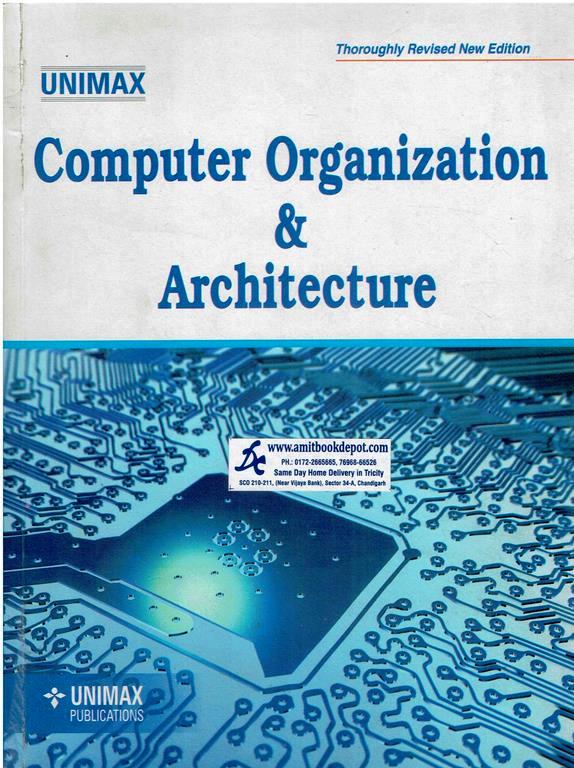 Thoroughly Revised New Edition
UNIMAX
Computer Organization
&
Architecture
www.amitbookdepot.com
PH.: 0172-2665665, 76968-66526
Same Day Home Delivery in Tricity
SCO 210-211, (Near Vijaya Bank), Sector 34-A, Chandigarh
UNIMAX
PUBLICATIONS